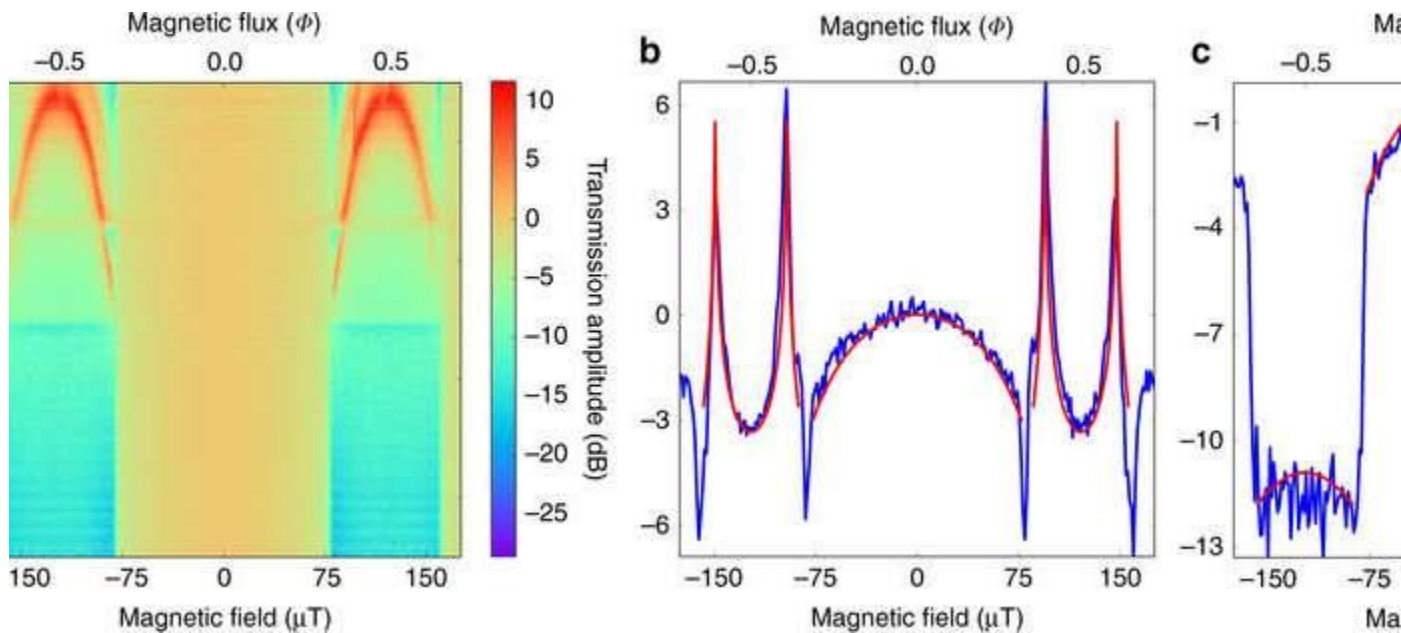 Magnetic flux (Φ)
−0.5 0.0 0.5
10
5
0
−5
−10
−15
−20
−25
Transmission amplitude (dB)
150 −75 0 75 150
Magnetic field (μT)
b
Magnetic flux (Φ)
−0.5 0.0 0.5
6
3
0
−3
−6
−150 −75 0 75 150
Magnetic field (μT)
c
Ma
−0.5
−1
−4
−7
−10
−13
−150 −75
Ma